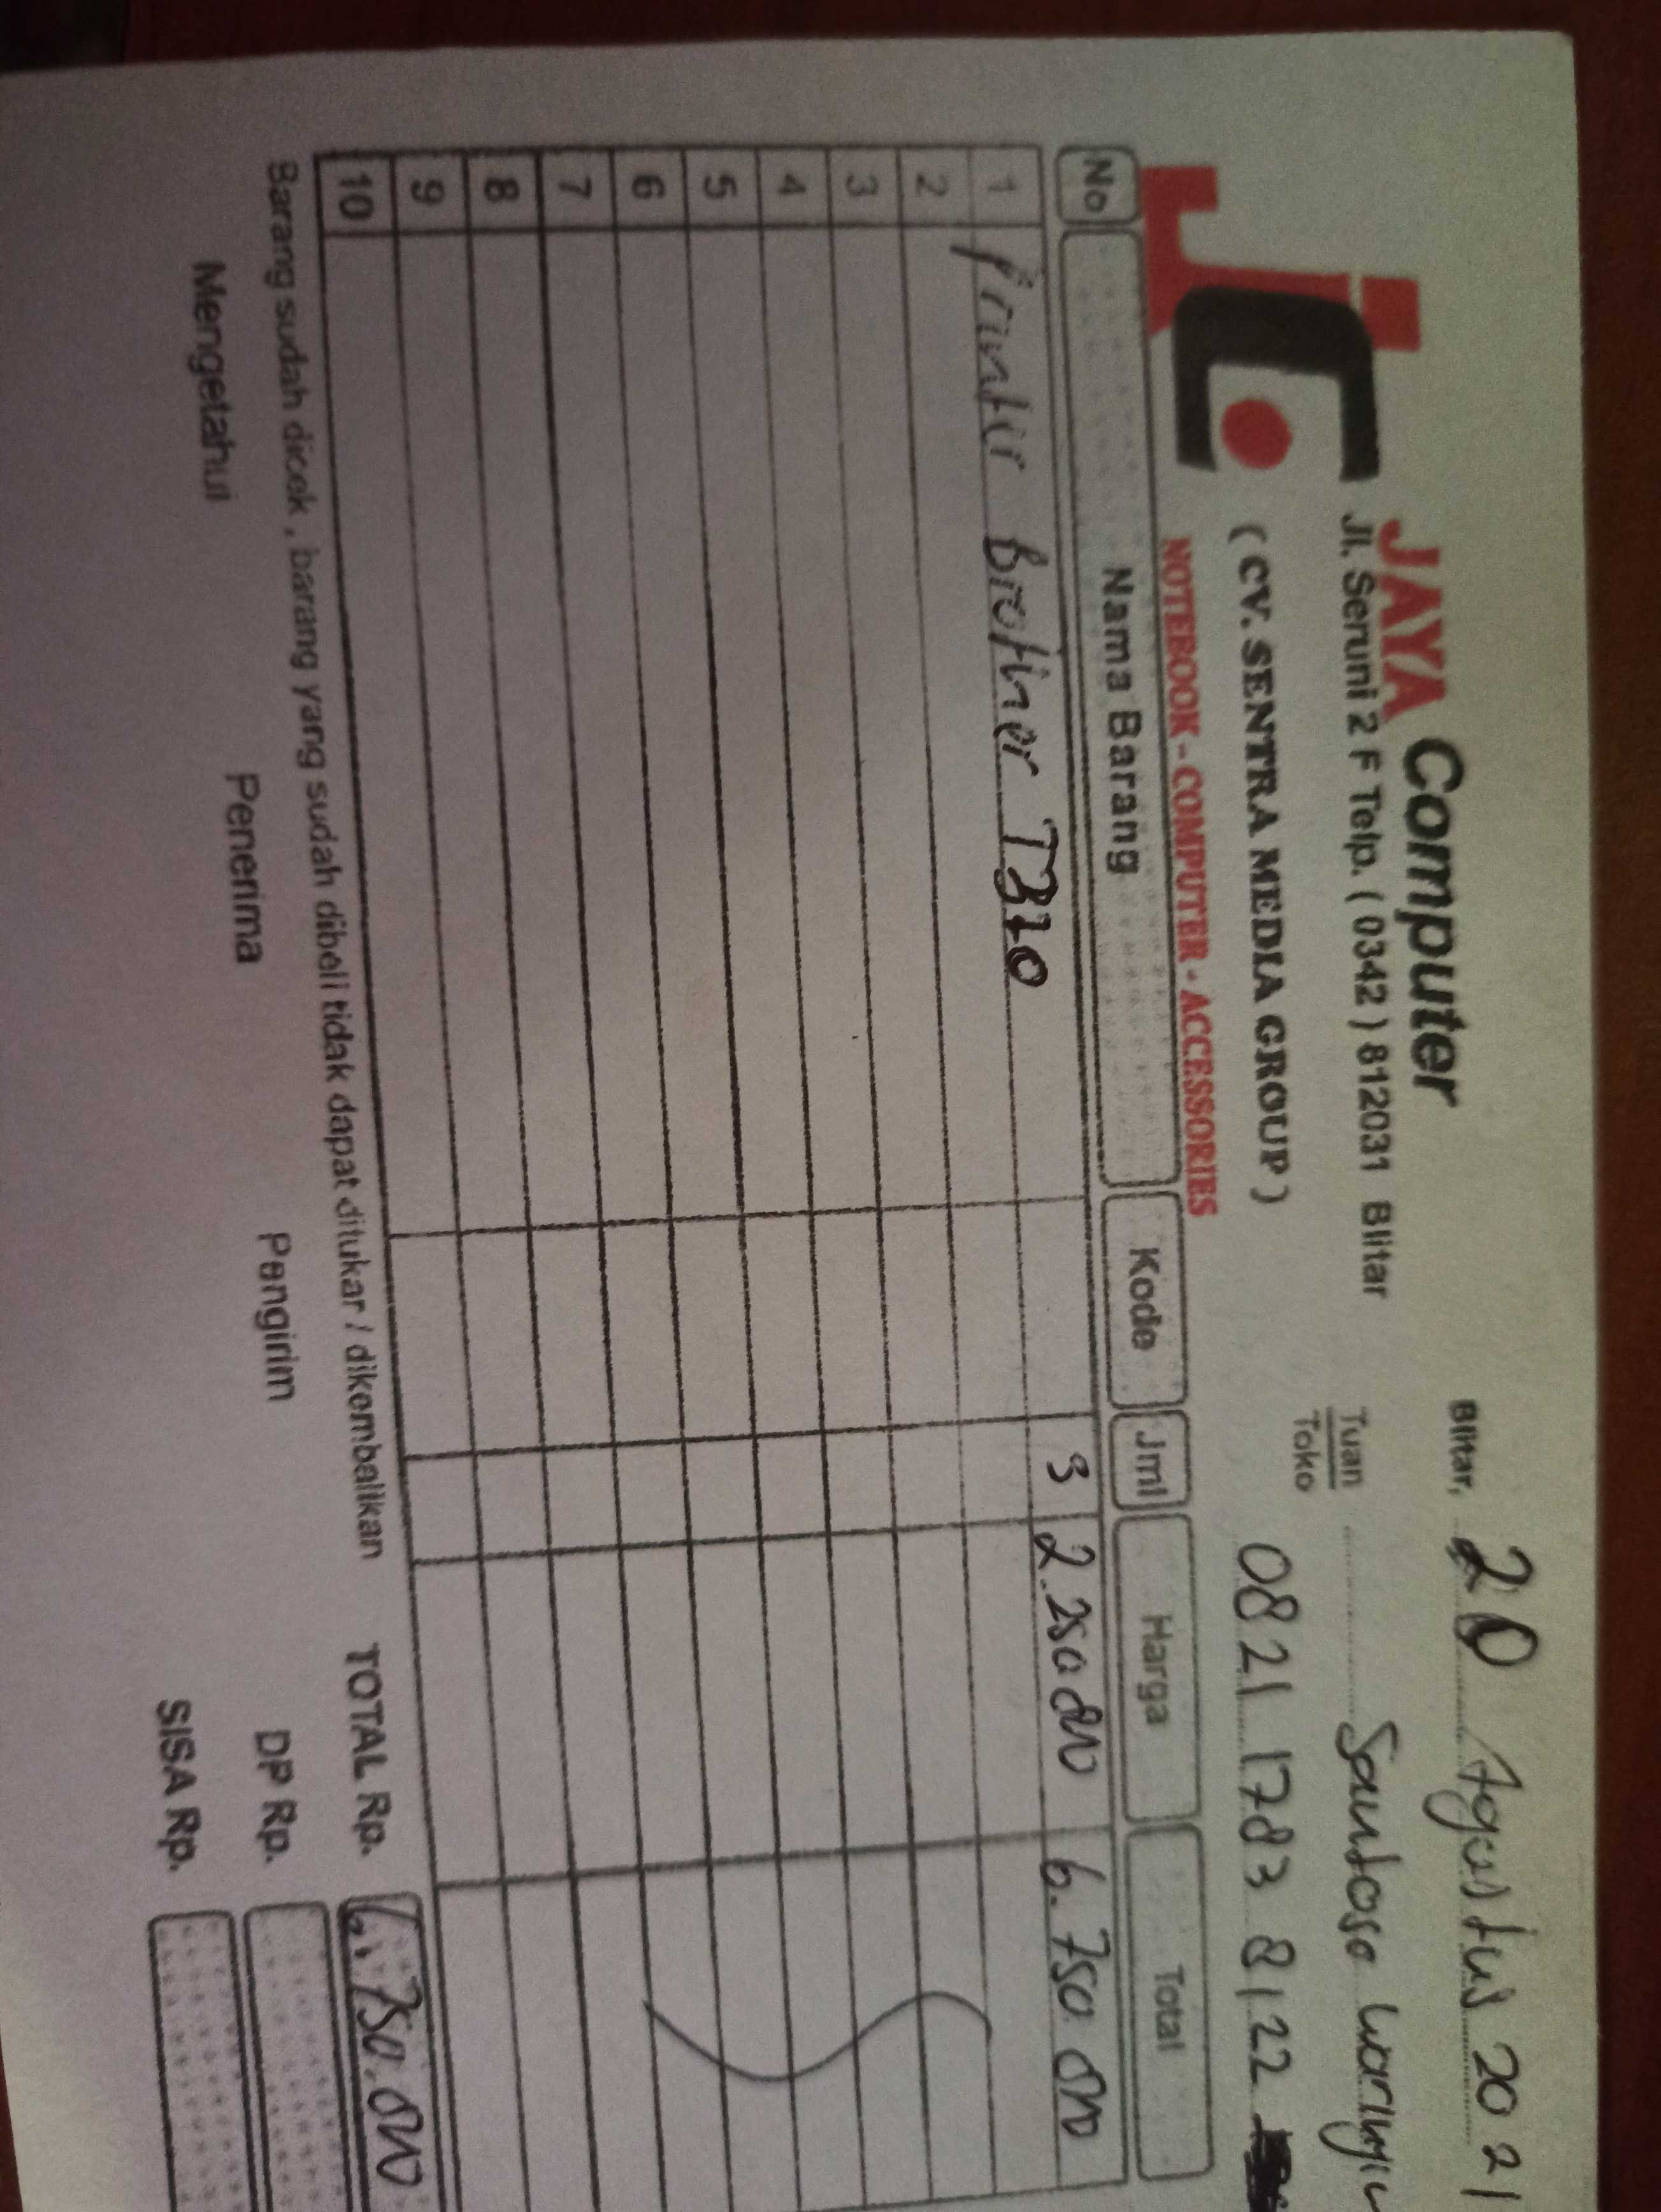 JC
JAYA Computer
Jl. Seruni 2 F Telp. ( 0342 ) 812031 Blitar
( CV. SENTRA MEDIA GROUP )
NOTEBOOK - COMPUTER - ACCESSORIES
Blitar, 20 Agustus 2021
Tuan Santoso
Toko
0821 1783 8122
No Nama Barang Kode Jml Harga Total
1 Printer Brother T310 3 2.250.000 6.750.000
2
3
4
5
6
7
8
9
10
Barang sudah dicek , barang yang sudah dibeli tidak dapat ditukar / dikembalikan
TOTAL Rp. 6.750.000
Mengetahui Penerima Pengirim
DP Rp.
SISA Rp.